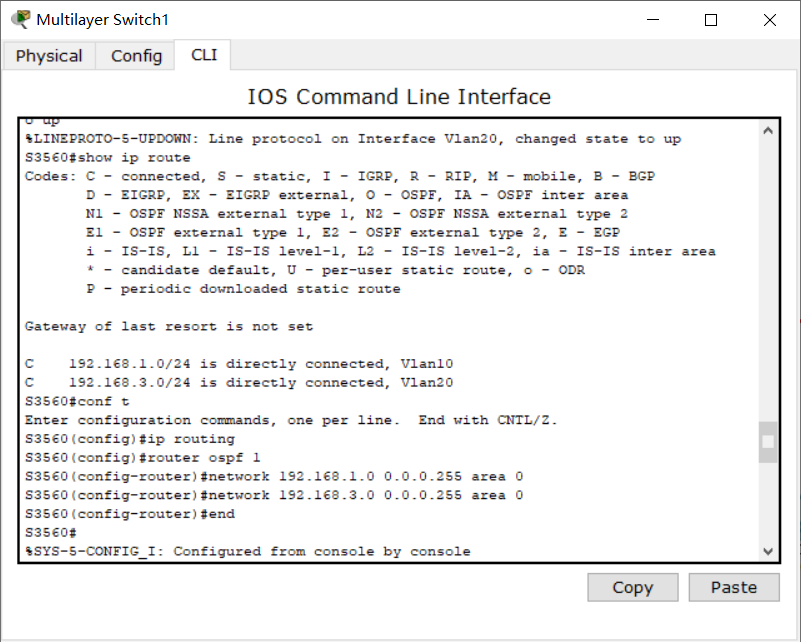 Multilayer Switch1
Physical Config CLI
IOS Command Line Interface
o up
%LINEPROTO-5-UPDOWN: Line protocol on Interface Vlan20, changed state to up
S3560#show ip route
Codes: C - connected, S - static, I - IGRP, R - RIP, M - mobile, B - BGP
       D - EIGRP, EX - EIGRP external, O - OSPF, IA - OSPF inter area
       N1 - OSPF NSSA external type 1, N2 - OSPF NSSA external type 2
       E1 - OSPF external type 1, E2 - OSPF external type 2, E - EGP
       i - IS-IS, L1 - IS-IS level-1, L2 - IS-IS level-2, ia - IS-IS inter area
       * - candidate default, U - per-user static route, o - ODR
       P - periodic downloaded static route
Gateway of last resort is not set
C    192.168.1.0/24 is directly connected, Vlan10
C    192.168.3.0/24 is directly connected, Vlan20
S3560#conf t
Enter configuration commands, one per line.  End with CNTL/Z.
S3560(config)#ip routing
S3560(config)#router ospf 1
S3560(config-router)#network 192.168.1.0 0.0.0.255 area 0
S3560(config-router)#network 192.168.3.0 0.0.0.255 area 0
S3560(config-router)#end
S3560#
%SYS-5-CONFIG_I: Configured from console by console
Copy Paste